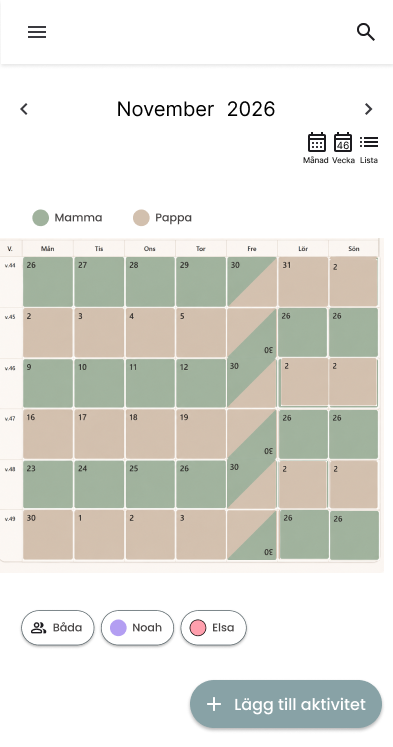 November 2026
46
Månad Vecka Lista
Mamma Pappa
V. Mån Tis Ons Tor Fre Lör Sön
v.44 26 27 28 29 30 31 2
v.45 2 3 4 5 30 26 26
v.46 9 10 11 12 30 2 2
v.47 16 17 18 19 30 26 26
v.48 23 24 25 26 30 2 2
v.49 30 1 2 3 30 26 26
Båda Noah Elsa
+ Lägg till aktivitet